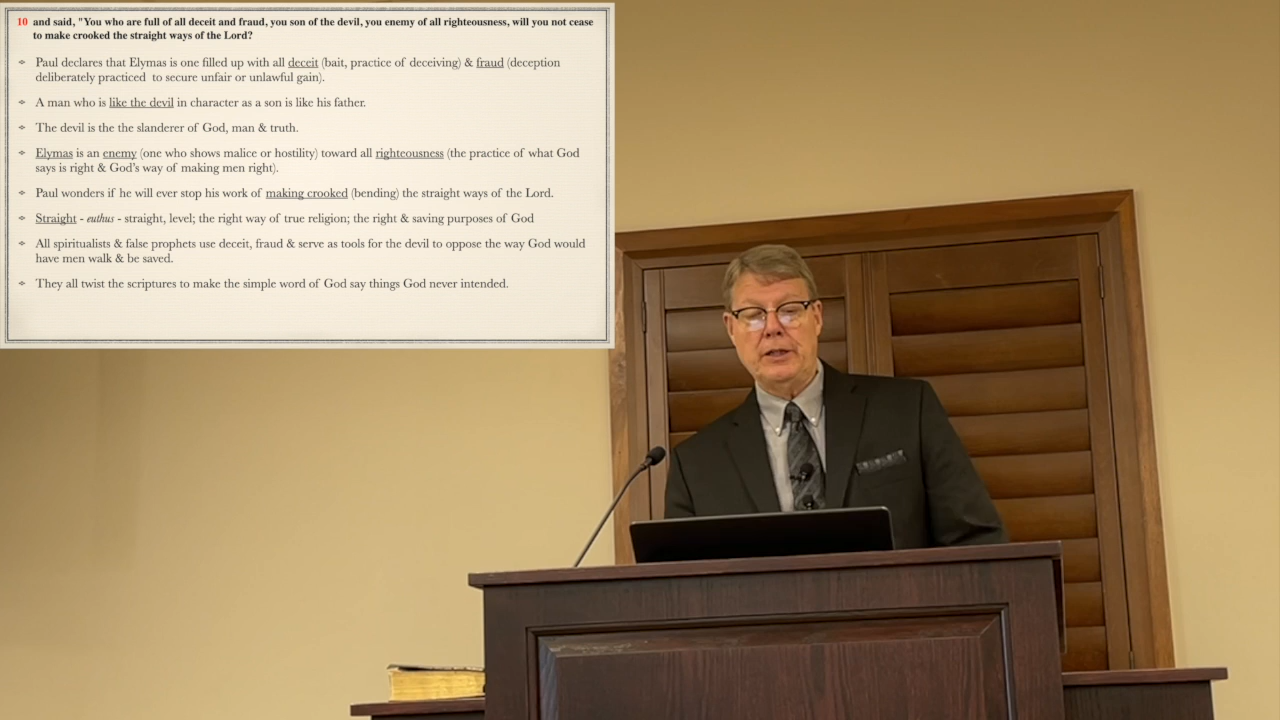 10 and said, "You who are full of all deceit and fraud, you son of the devil, you enemy of all righteousness, will you not cease
to make crooked the straight ways of the Lord?
Paul declares that Elymas is one filled up with all deceit (bait, practice of deceiving) & fraud (deception
deliberately practiced to secure unfair or unlawful gain).
A man who is like the devil in character as a son is like his father.
The devil is the the slanderer of God, man & truth.
Elymas is an enemy (one who shows malice or hostility) toward all righteousness (the practice of what God
says is right & God's way of making men right).
Paul wonders if he will ever stop his work of making crooked (bending) the straight ways of the Lord.
Straight - euthus - straight, level; the right way of true religion; the right & saving purposes of God
All spiritualists & false prophets use deceit, fraud & serve as tools for the devil to oppose the way God would
have men walk & be saved.
They all twist the scriptures to make the simple word of God say things God never intended.